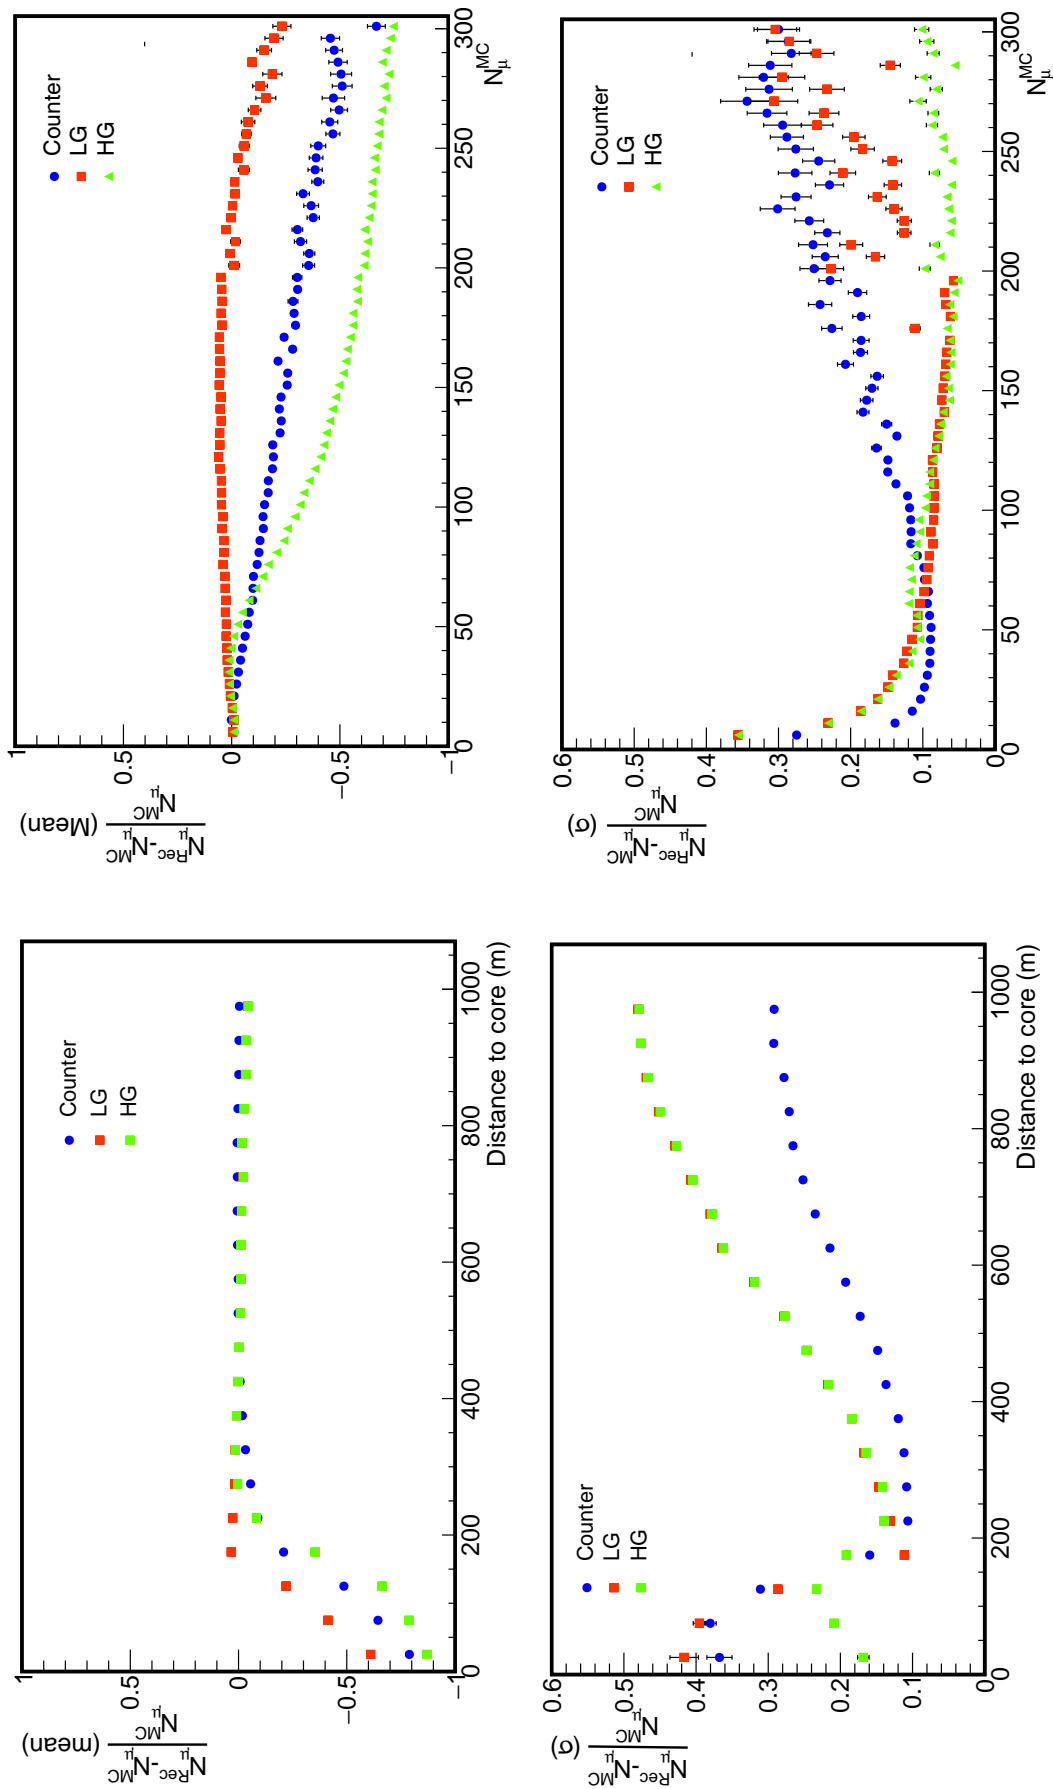 N_μ^Rec-N_μ^MC
N_μ^MC
(mean)
1
0.5
0
−0.5
−1
Counter
LG
HG
0 200 400 600 800 1000
Distance to core (m)
N_μ^Rec-N_μ^MC
N_μ^MC
(Mean)
1
0.5
0
−0.5
−1
Counter
LG
HG
0 50 100 150 200 250 300
N_μ^MC
N_μ^Rec-N_μ^MC
N_μ^MC
(σ)
0.5
0.4
0.3
0.2
0.1
0
Counter
LG
HG
0 200 400 600 800 1000
Distance to core (m)
N_μ^Rec-N_μ^MC
N_μ^MC
(σ)
0.6
0.5
0.4
0.3
0.2
0.1
0
Counter
LG
HG
0 50 100 150 200 250 300
N_μ^MC